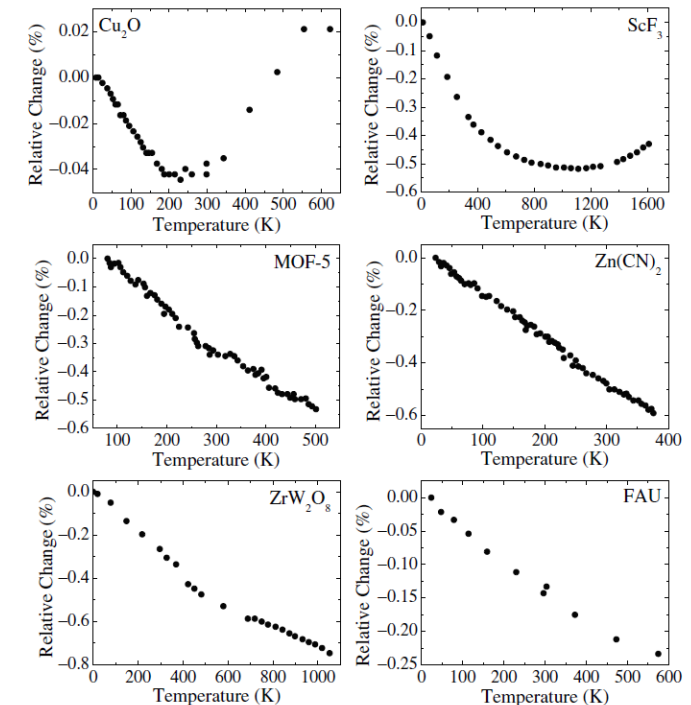 Cu2O
0.02
0.00
−0.02
−0.04
Relative Change (%)
0 100 200 300 400 500 600
Temperature (K)
ScF3
0.0
−0.1
−0.2
−0.3
−0.4
−0.5
−0.6
Relative Change (%)
0 400 800 1200 1600
Temperature (K)
MOF-5
0.0
−0.1
−0.2
−0.3
−0.4
−0.5
−0.6
Relative Change (%)
100 200 300 400 500
Temperature (K)
Zn(CN)2
0.0
−0.2
−0.4
−0.6
Relative Change (%)
0 100 200 300 400
Temperature (K)
ZrW2O8
0.0
−0.2
−0.4
−0.6
−0.8
Relative Change (%)
0 200 400 600 800 1000
Temperature (K)
FAU
0.00
−0.05
−0.10
−0.15
−0.20
−0.25
Relative Change (%)
0 100 200 300 400 500 600
Temperature (K)